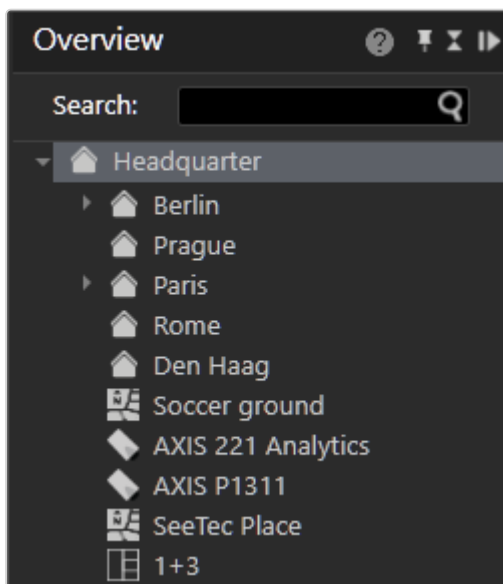 Overview
Search:
Headquarter
Berlin
Prague
Paris
Rome
Den Haag
Soccer ground
AXIS 221 Analytics
AXIS P1311
SeeTec Place
1+3